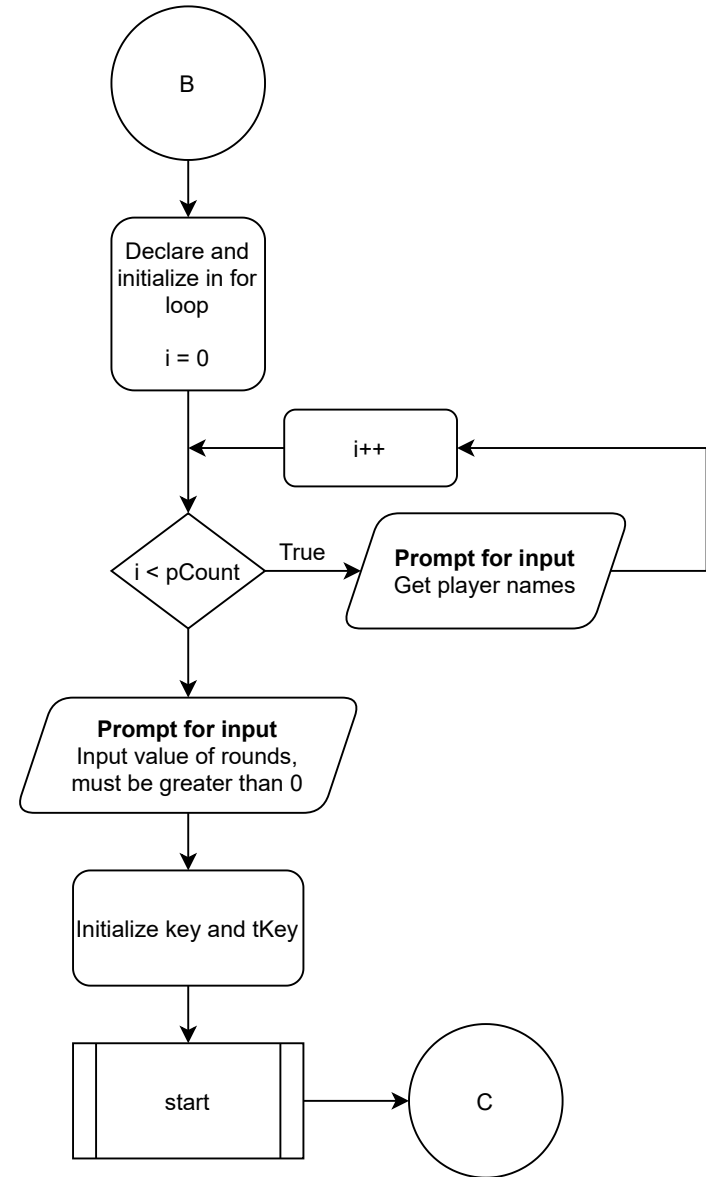 B
Declare and
initialize in for
loop
i = 0
i++
i < pCount
True
Prompt for input
Get player names
Prompt for input
Input value of rounds,
must be greater than 0
Initialize key and tKey
start
C